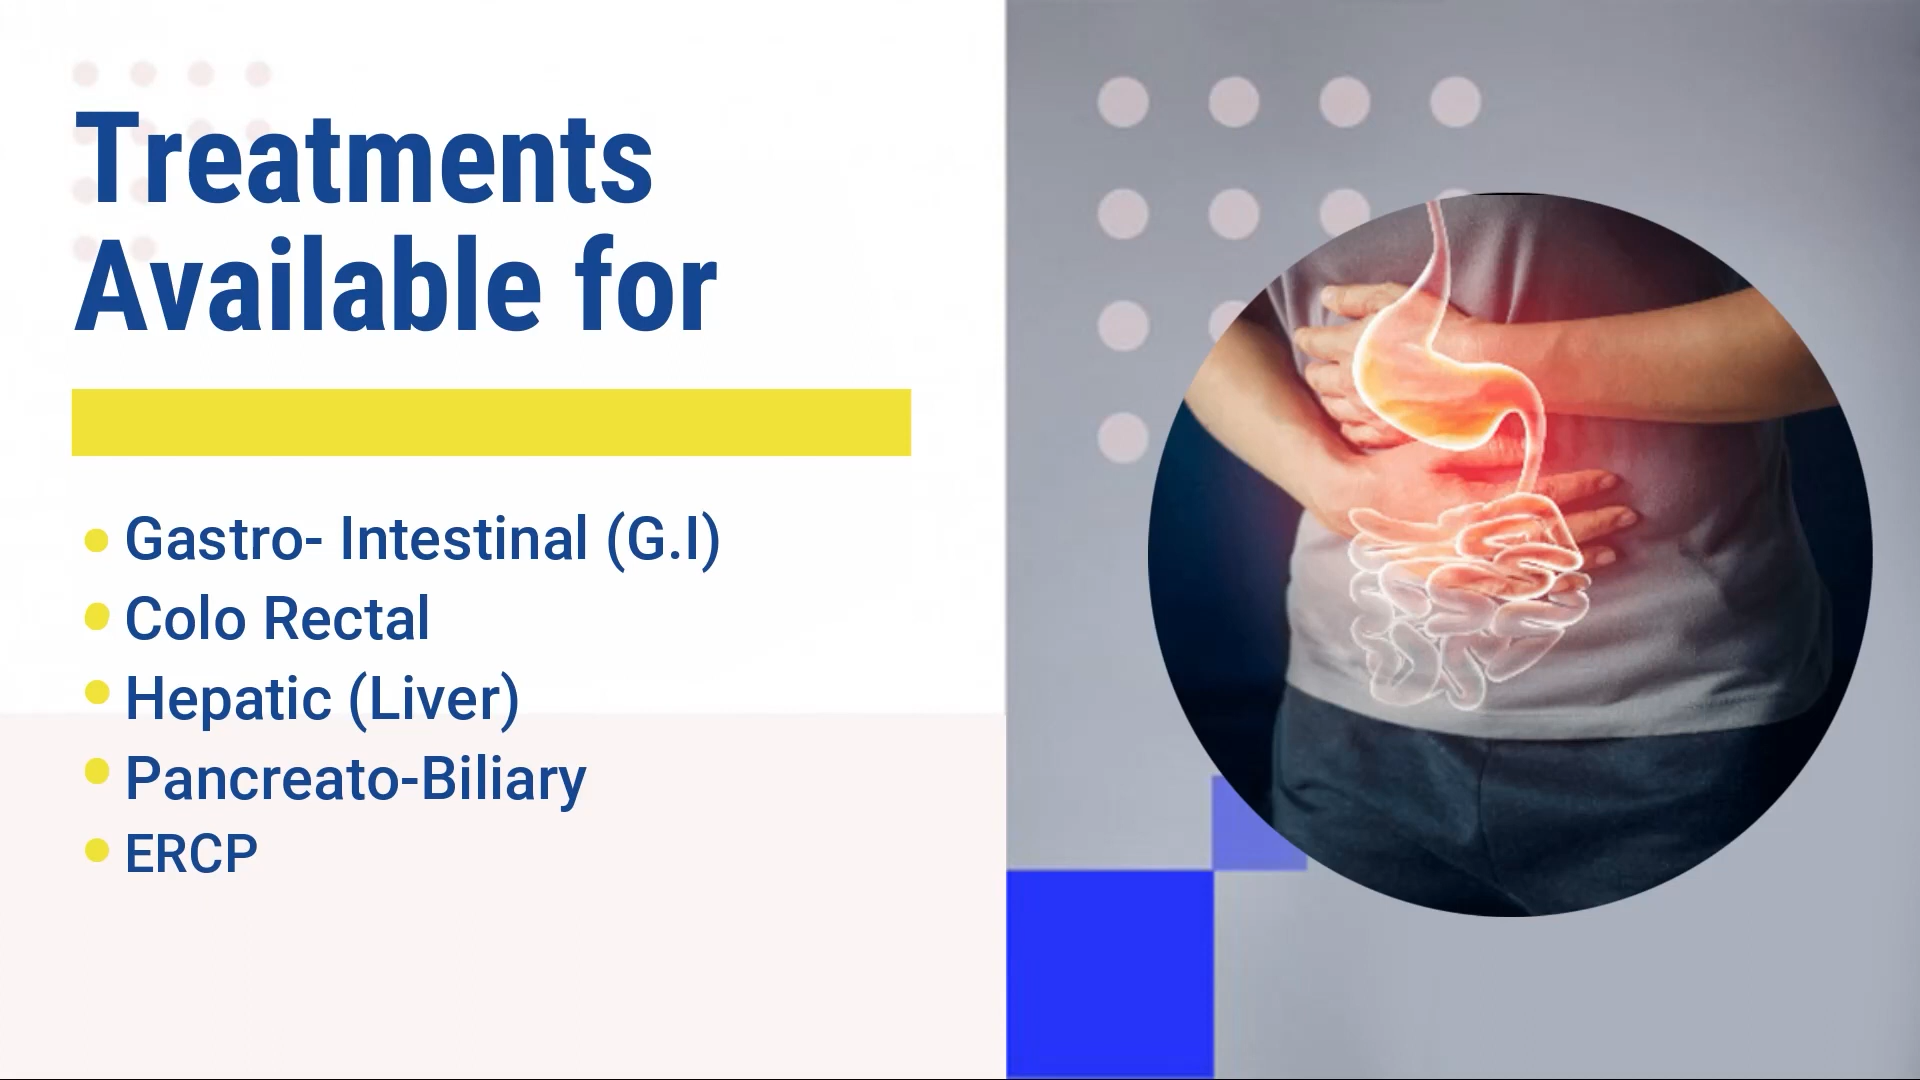 Treatments
Available for
Gastro- Intestinal (G.I)
Colo Rectal
Hepatic (Liver)
Pancreato-Biliary
ERCP